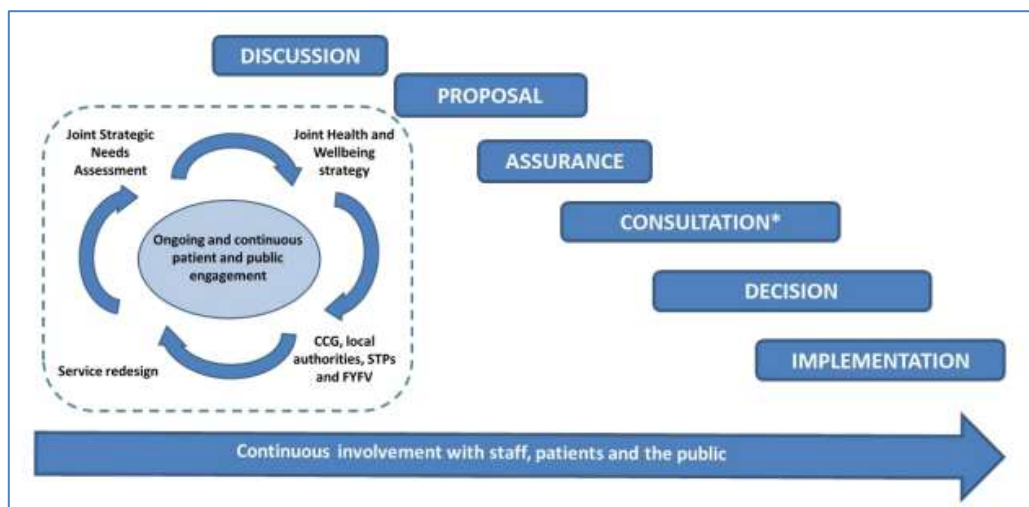 DISCUSSION
PROPOSAL
ASSURANCE
CONSULTATION*
DECISION
IMPLEMENTATION
Joint Strategic
Needs
Assessment
Joint Health and
Wellbeing
strategy
Ongoing and continuous
patient and public
engagement
Service redesign
CCG, local
authorities, STPs
and FYFV
Continuous involvement with staff, patients and the public